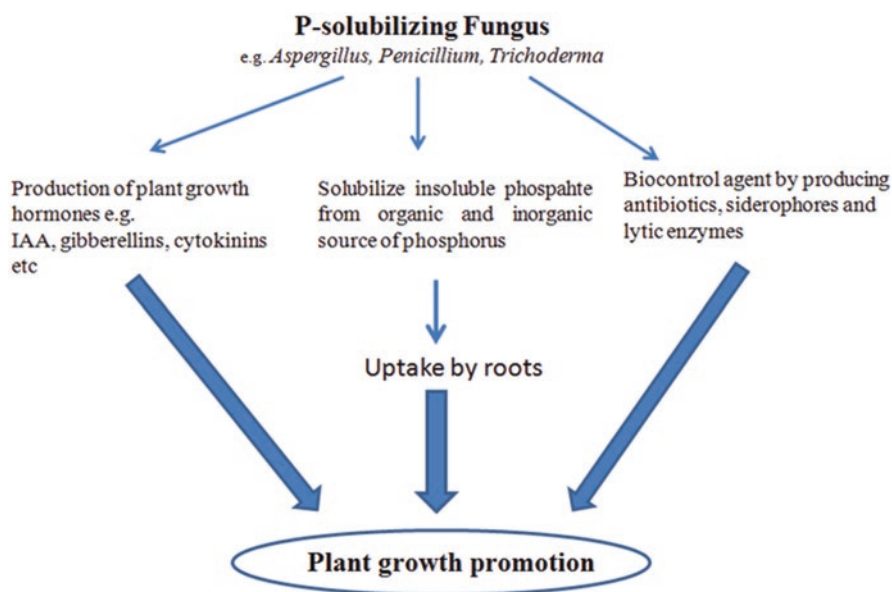 P-solubilizing Fungus
e.g. Aspergillus, Penicillium, Trichoderma
Production of plant growth
hormones e.g.
IAA, gibberellins, cytokinins
etc
Solubilize insoluble phospahte
from organic and inorganic
source of phosphorus
Biocontrol agent by producing
antibiotics, siderophores and
lytic enzymes
Uptake by roots
Plant growth promotion